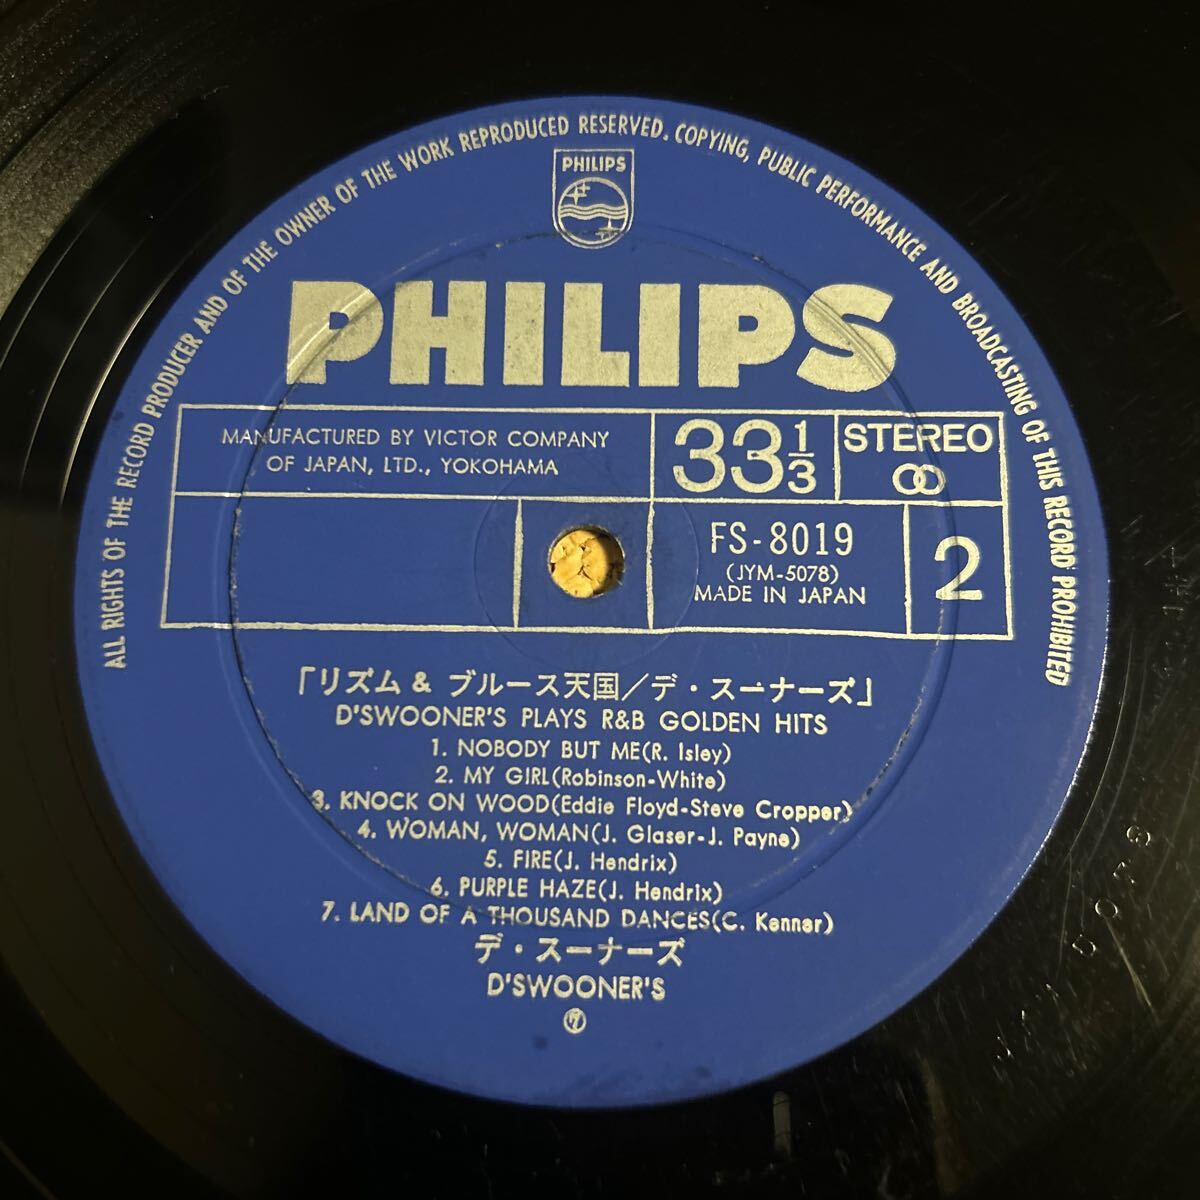 ALL RIGHTS OF THE RECORD PRODUCER AND OF THE OWNER OF THE WORK REPRODUCED RESERVED. COPYING, PUBLIC PERFORMANCE AND BROADCASTING OF THIS RECORD PROHIBITED
PHILIPS
PHILIPS
MANUFACTURED BY VICTOR COMPANY
OF JAPAN, LTD., YOKOHAMA
33 1/3
STEREO
FS-8019
(JYM-5078)
MADE IN JAPAN
2
「リズム & ブルース天国/デ・スーナーズ」
D'SWOONER'S PLAYS R&B GOLDEN HITS
1. NOBODY BUT ME(R. Isley)
2. MY GIRL(Robinson-White)
3. KNOCK ON WOOD(Eddie Floyd-Steve Cropper)
4. WOMAN, WOMAN(J. Glaser-J. Payne)
5. FIRE(J. Hendrix)
6. PURPLE HAZE(J. Hendrix)
7. LAND OF A THOUSAND DANCES(C. Kenner)
デ・スーナーズ
D'SWOONER'S